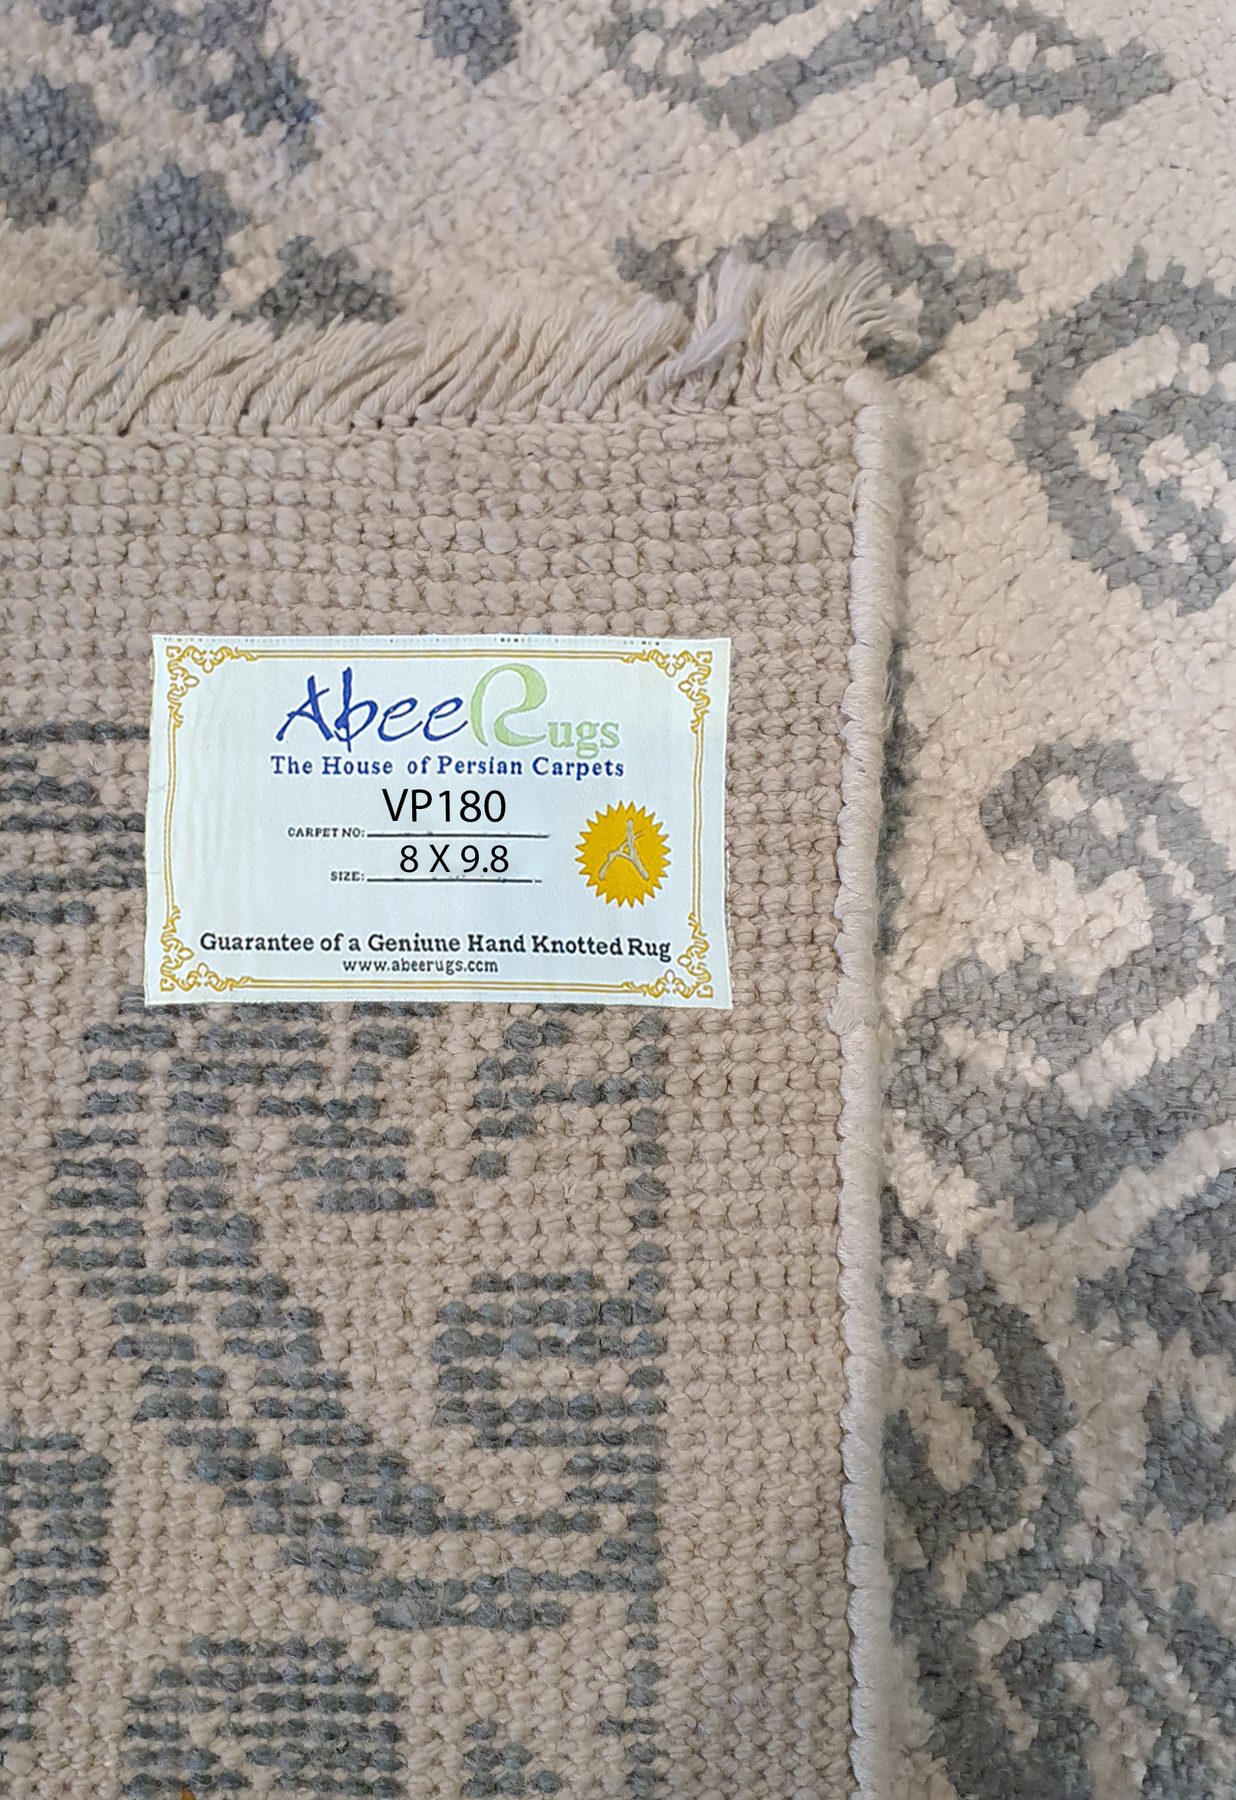 AbeeRugs
The House of Persian Carpets
VP180
CARPET NO:
8 X 9.8
SIZE:
Guarantee of a Geniune Hand Knotted Rug
www.abeerugs.com